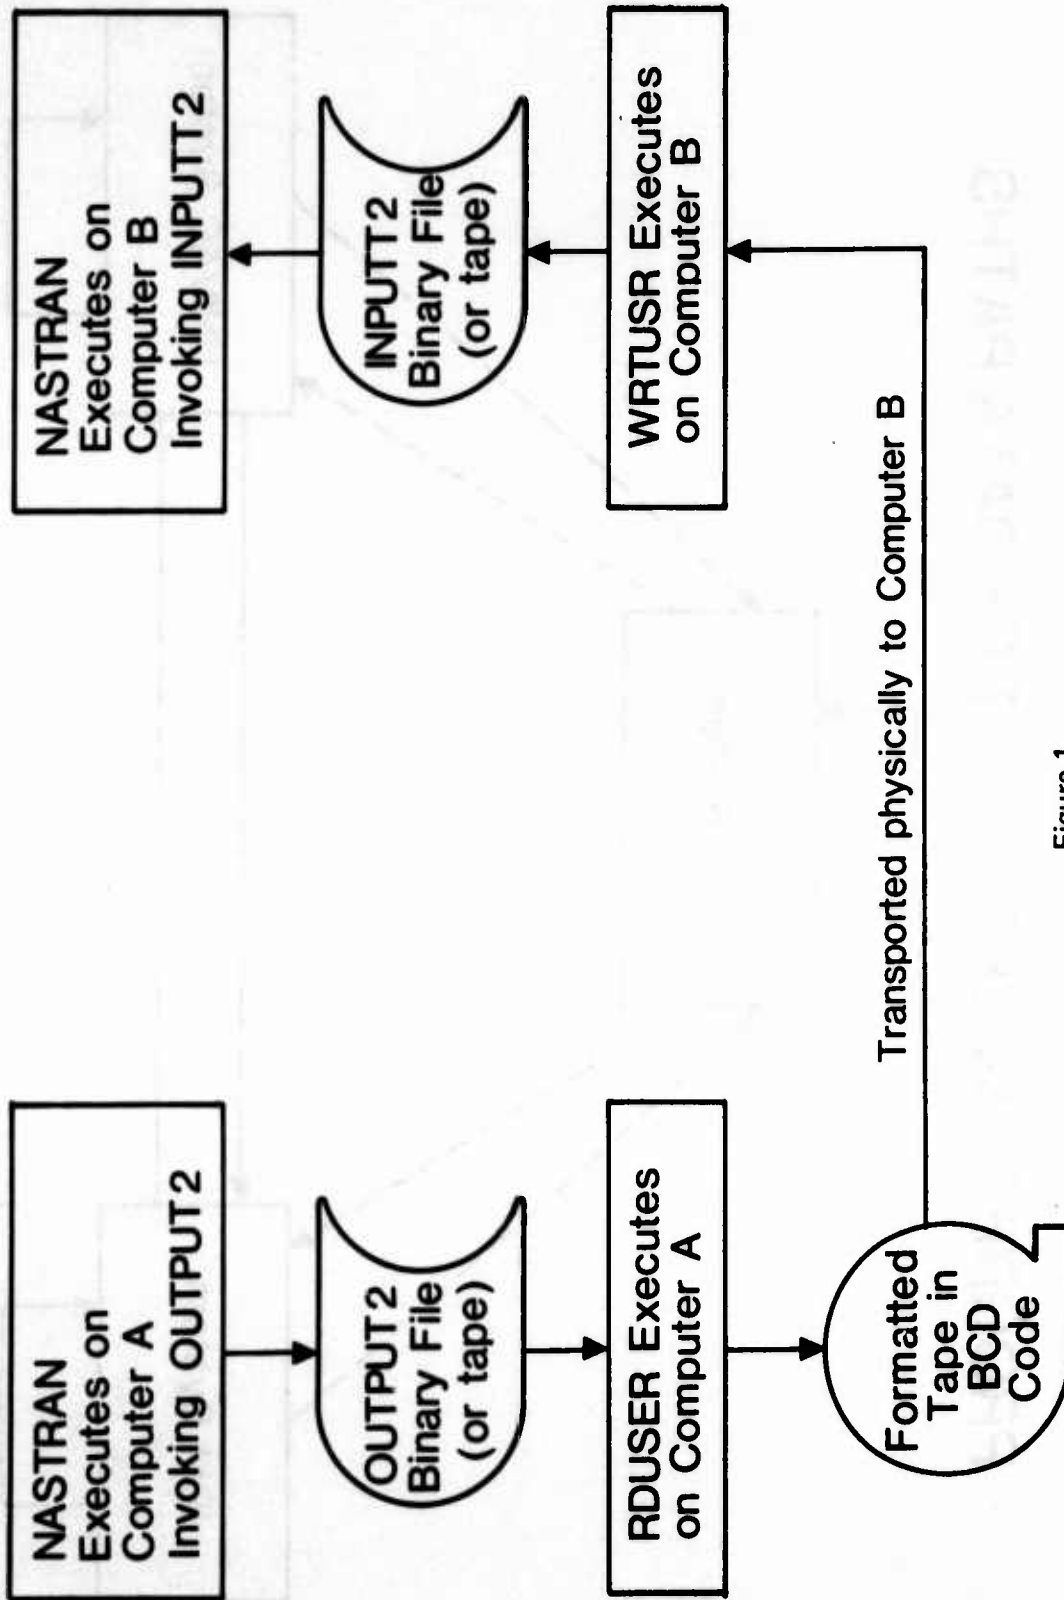 NASTRAN
Executes on
Computer A
Invoking OUTPUT2
OUTPUT2
Binary File
(or tape)
RDUSER Executes
on Computer A
Formatted
Tape in
BCD
Code
Transported physically to Computer B
WRTUSR Executes
on Computer B
INPUTT2
Binary File
(or tape)
NASTRAN
Executes on
Computer B
Invoking INPUTT2
Figure 1